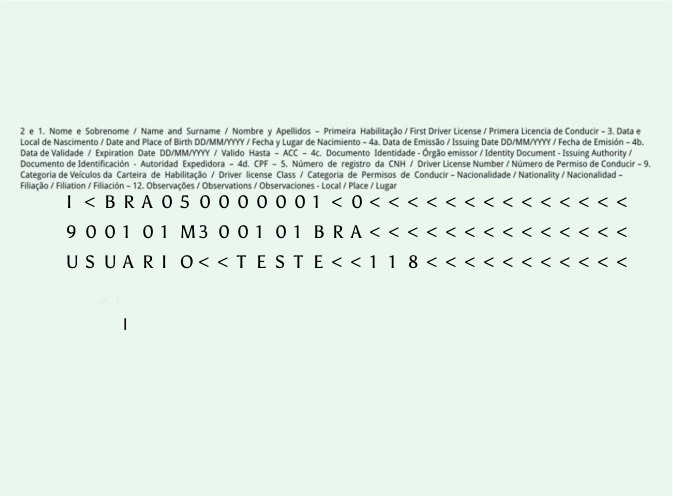 2 e 1. Nome e Sobrenome / Name and Surname / Nombre y Apellidos – Primeira Habilitação / First Driver License / Primera Licencia de Conducir – 3. Data e
Local de Nascimento / Date and Place of Birth DD/MM/YYYY / Fecha y Lugar de Nacimiento – 4a. Data de Emissão / Issuing Date DD/MM/YYYY / Fecha de Emisión – 4b.
Data de Validade / Expiration Date DD/MM/YYYY / Valido Hasta – ACC – 4c. Documento Identidade - Órgão emissor / Identity Document - Issuing Authority /
Documento de Identificación - Autoridad Expedidora – 4d. CPF – 5. Número de registro da CNH / Driver License Number / Número de Permiso de Conducir – 9.
Categoria de Veículos da Carteira de Habilitação / Driver license Class / Categoria de Permisos de Conducir – Nacionalidade / Nationality / Nacionalidad –
Filiação / Filiation / Filiación – 12. Observações / Observations / Observaciones - Local / Place / Lugar
I<BRA050000001<0<<<<<<<<<<<<<<
900101M300101BRA<<<<<<<<<<<<<<
USUARIO<<TESTE<<118<<<<<<<<<<<
I